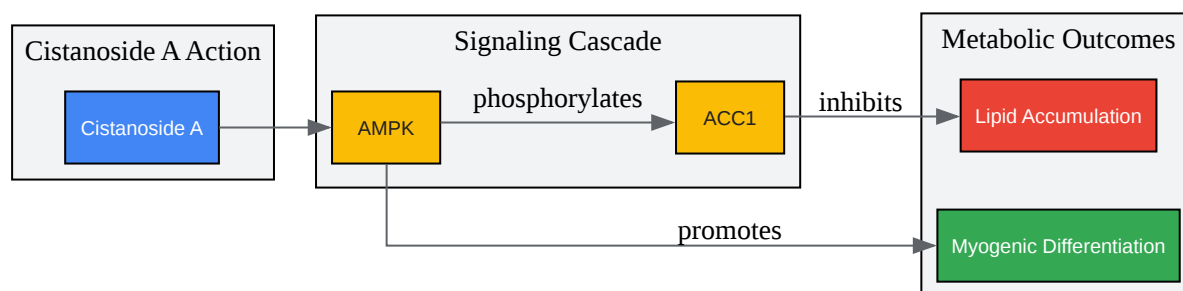 Cistanoside A Action
Signaling Cascade
Metabolic Outcomes
Cistanoside A
AMPK
phosphorylates
ACC1
inhibits
Lipid Accumulation
promotes
Myogenic Differentiation